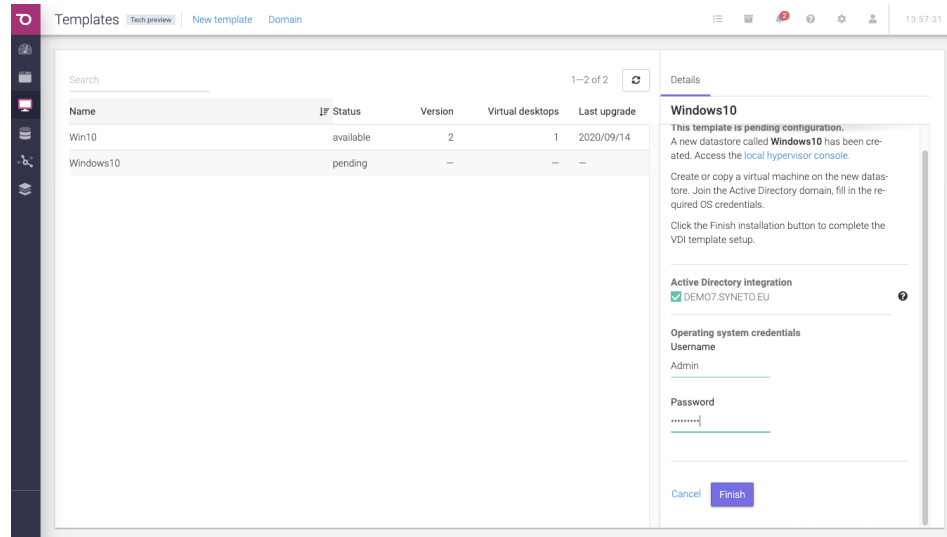 Templates Tech preview New template Domain 2 13:57:31
Search 1–2 of 2
Name Status Version Virtual desktops Last upgrade
Win10 available 2 1 2020/09/14
Windows10 pending — — —
Details
Windows10
This template is pending configuration.
A new datastore called Windows10 has been cre-
ated. Access the local hypervisor console.
Create or copy a virtual machine on the new datas-
tore. Join the Active Directory domain, fill in the re-
quired OS credentials.
Click the Finish installation button to complete the
VDI template setup.
Active Directory integration
DEMO7.SYNETO.EU
Operating system credentials
Username
Admin
Password
•••••••••
Cancel Finish